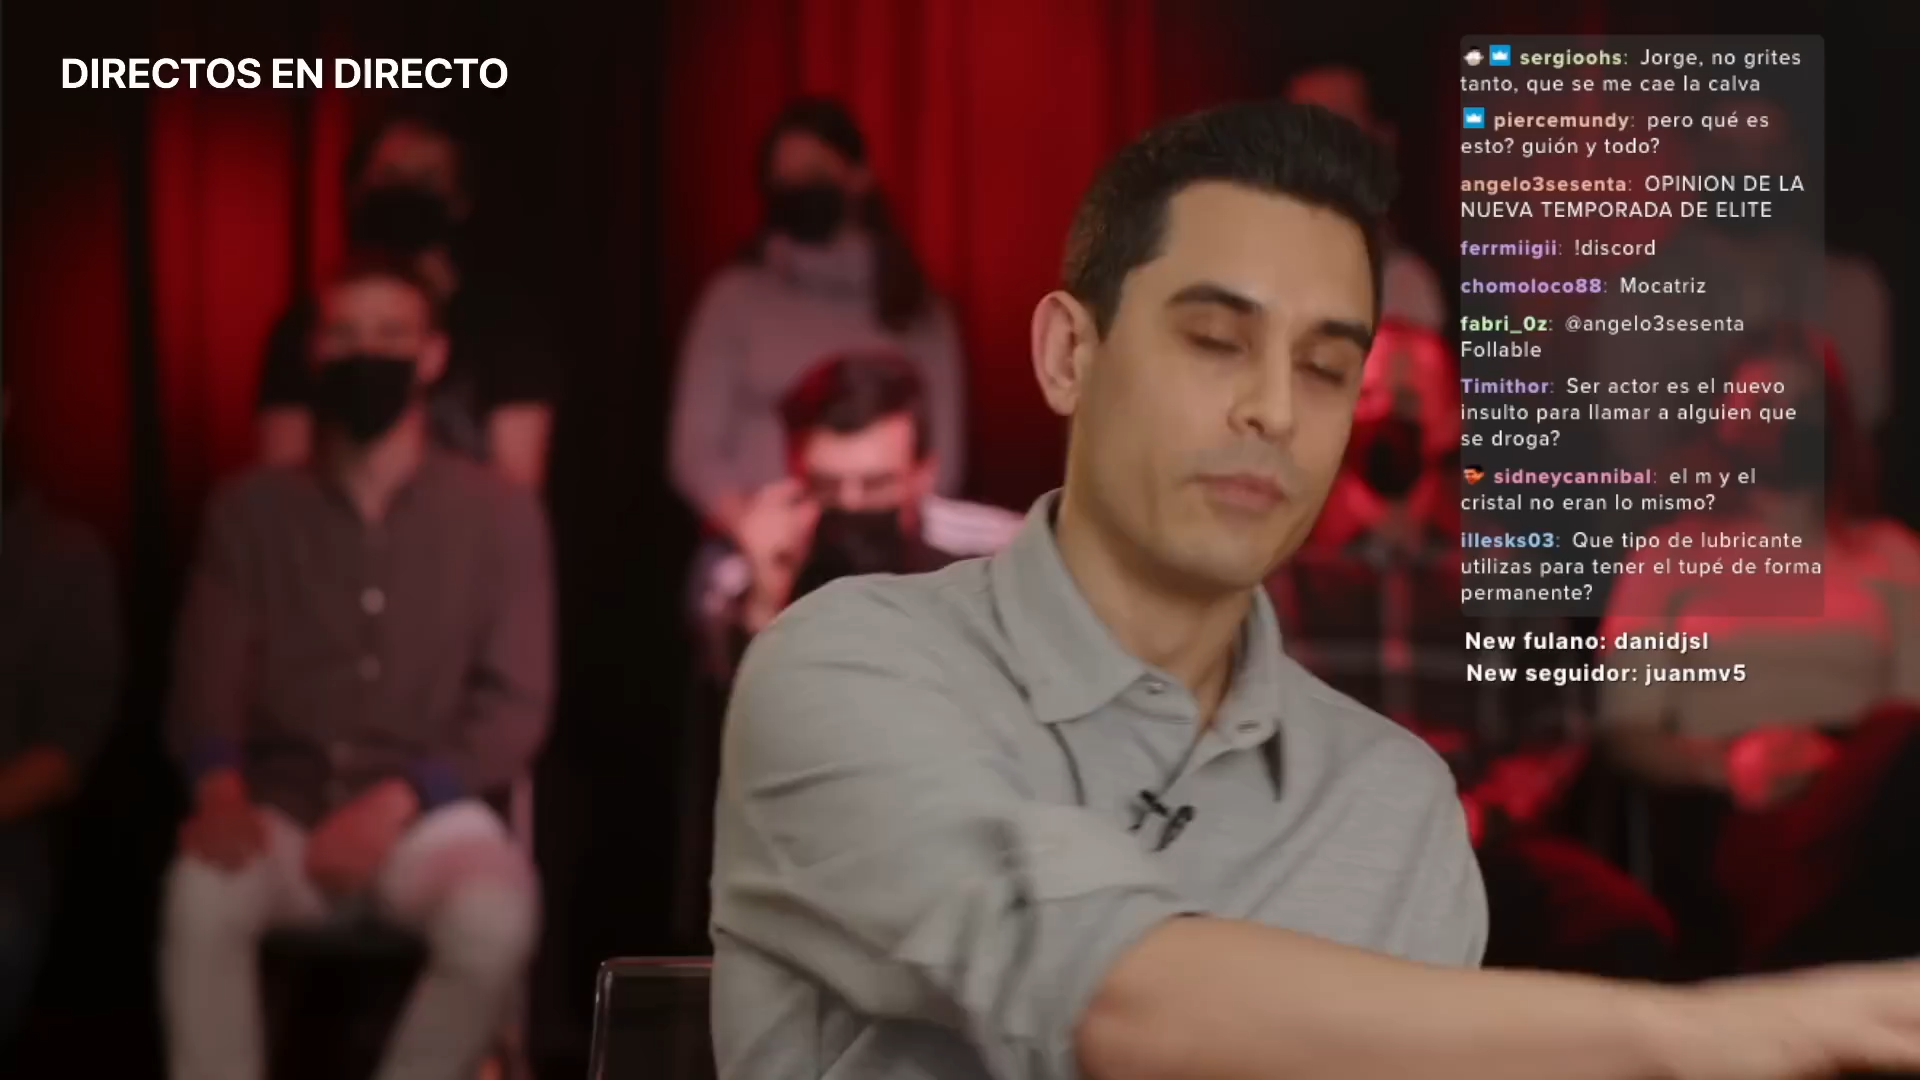 DIRECTOS EN DIRECTO
sergioohs: Jorge, no grites
tanto, que se me cae la calva
piercemundy: pero qué es
esto? guión y todo?
angelo3sesenta: OPINION DE LA
NUEVA TEMPORADA DE ELITE
ferrmiigii: !discord
chomoloco88: Mocatriz
fabri_0z: @angelo3sesenta
Follable
Timithor: Ser actor es el nuevo
insulto para llamar a alguien que
se droga?
sidneycannibal: el m y el
cristal no eran lo mismo?
illesks03: Que tipo de lubricante
utilizas para tener el tupé de forma
permanente?
New fulano: danidjsl
New seguidor: juanmv5